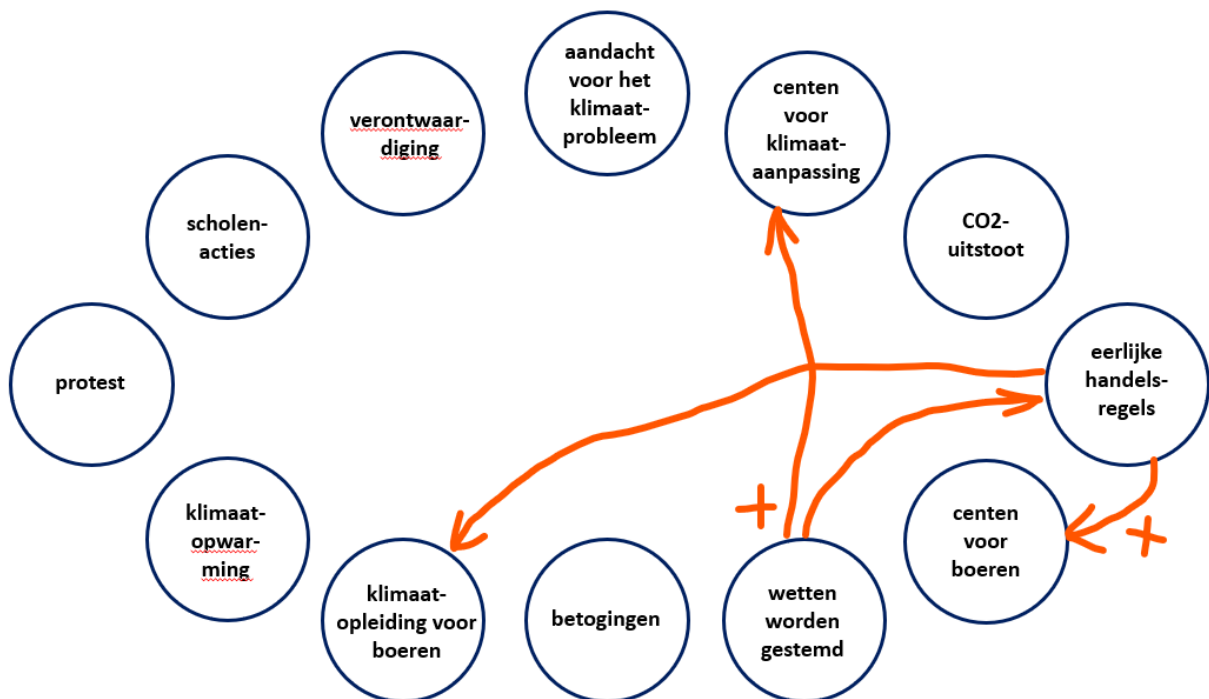 aandacht
voor het
klimaat-
probleem
centen
voor
klimaat-
aanpassing
verontwaar-
diging
scholen-
acties
CO2-
uitstoot
protest
eerlijke
handels-
regels
klimaat-
opwar-
ming
centen
voor
boeren
klimaat-
opleiding voor
boeren
betogingen
wetten
worden
gestemd
+
+